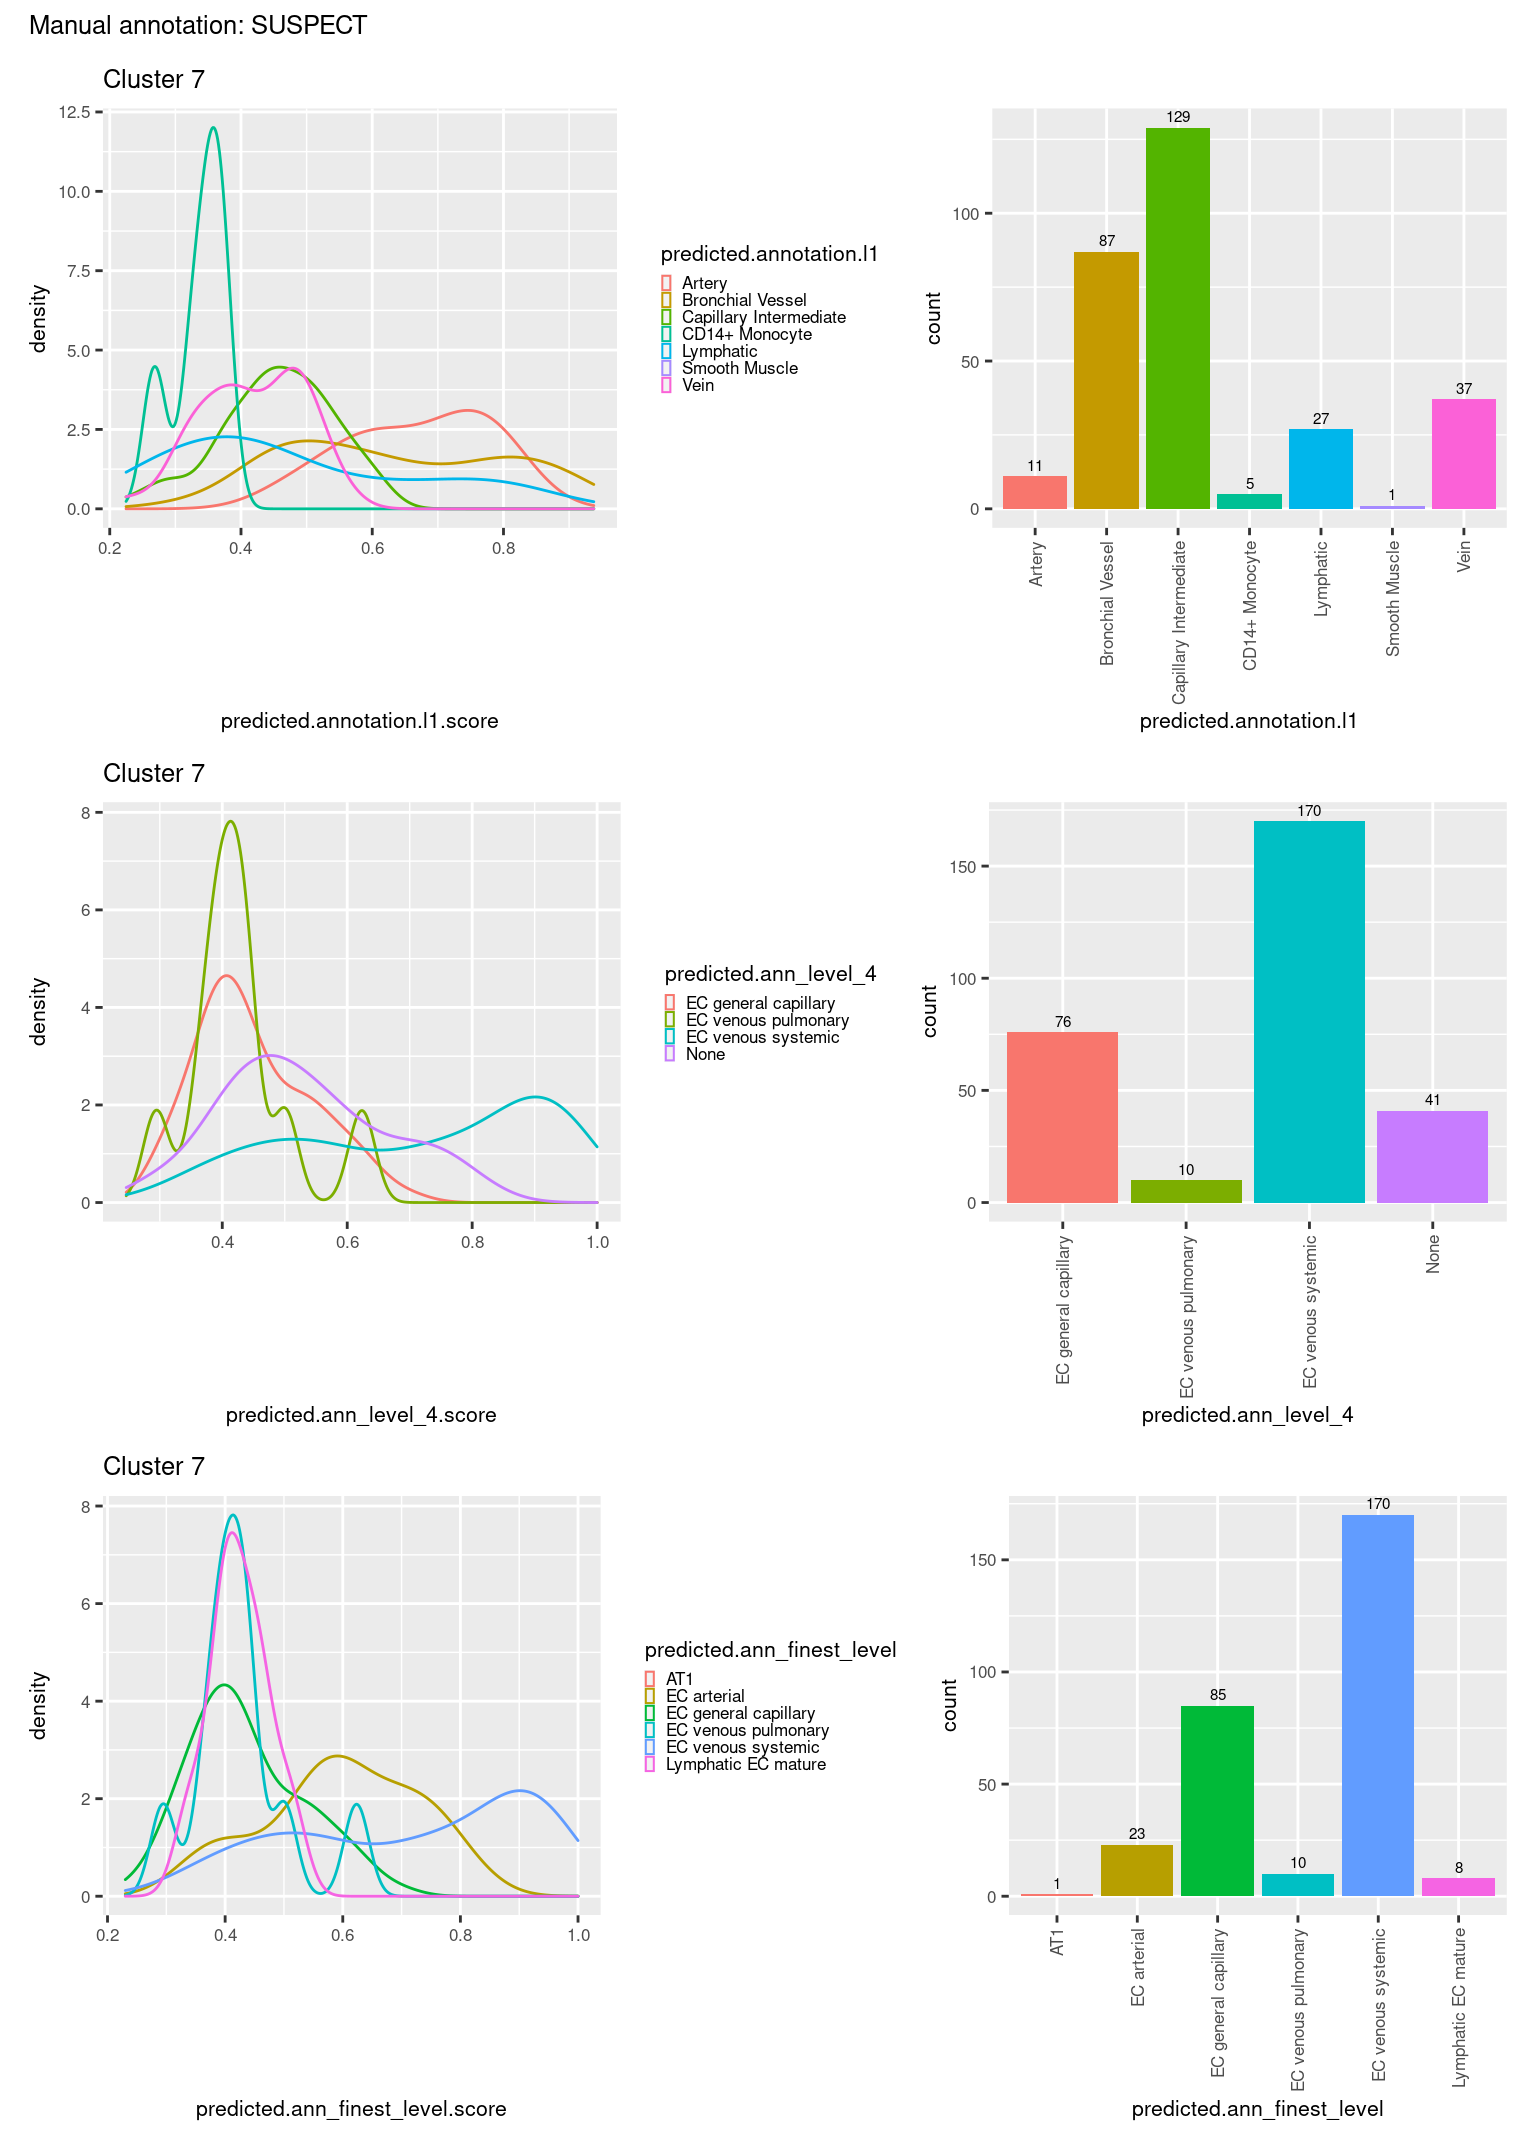 Manual annotation: SUSPECT
Cluster 7
density
12.5
10.0
7.5
5.0
2.5
0.0
0.2
0.4
0.6
0.8
predicted.annotation.l1.score
predicted.annotation.l1
Artery
Bronchial Vessel
Capillary Intermediate
CD14+ Monocyte
Lymphatic
Smooth Muscle
Vein
count
100
50
0
11
87
129
5
27
1
37
Artery
Bronchial Vessel
Capillary Intermediate
CD14+ Monocyte
Lymphatic
Smooth Muscle
Vein
predicted.annotation.l1
Cluster 7
density
8
6
4
2
0
0.4
0.6
0.8
1.0
predicted.ann_level_4.score
predicted.ann_level_4
EC general capillary
EC venous pulmonary
EC venous systemic
None
count
150
100
50
0
76
10
170
41
EC general capillary
EC venous pulmonary
EC venous systemic
None
predicted.ann_level_4
Cluster 7
density
8
6
4
2
0
0.2
0.4
0.6
0.8
1.0
predicted.ann_finest_level.score
predicted.ann_finest_level
AT1
EC arterial
EC general capillary
EC venous pulmonary
EC venous systemic
Lymphatic EC mature
count
150
100
50
0
1
23
85
10
170
8
AT1
EC arterial
EC general capillary
EC venous pulmonary
EC venous systemic
Lymphatic EC mature
predicted.ann_finest_level